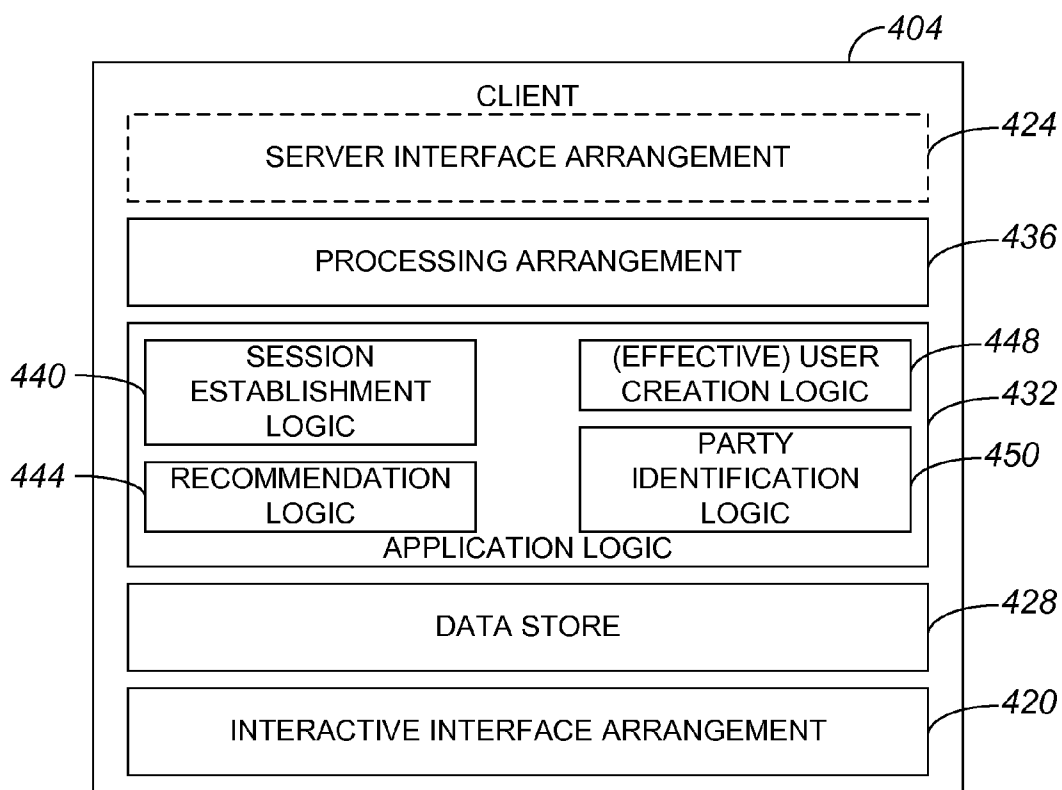 404
CLIENT
SERVER INTERFACE ARRANGEMENT
424
PROCESSING ARRANGEMENT
436
440
SESSION
ESTABLISHMENT
LOGIC
(EFFECTIVE) USER
CREATION LOGIC
448
432
444
RECOMMENDATION
LOGIC
PARTY
IDENTIFICATION
LOGIC
450
APPLICATION LOGIC
DATA STORE
428
INTERACTIVE INTERFACE ARRANGEMENT
420